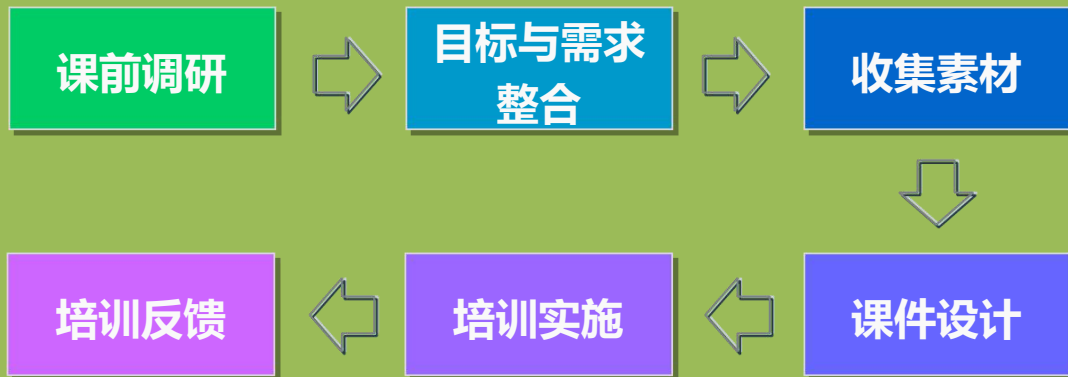 课前调研
目标与需求
整合
收集素材
课件设计
培训实施
培训反馈